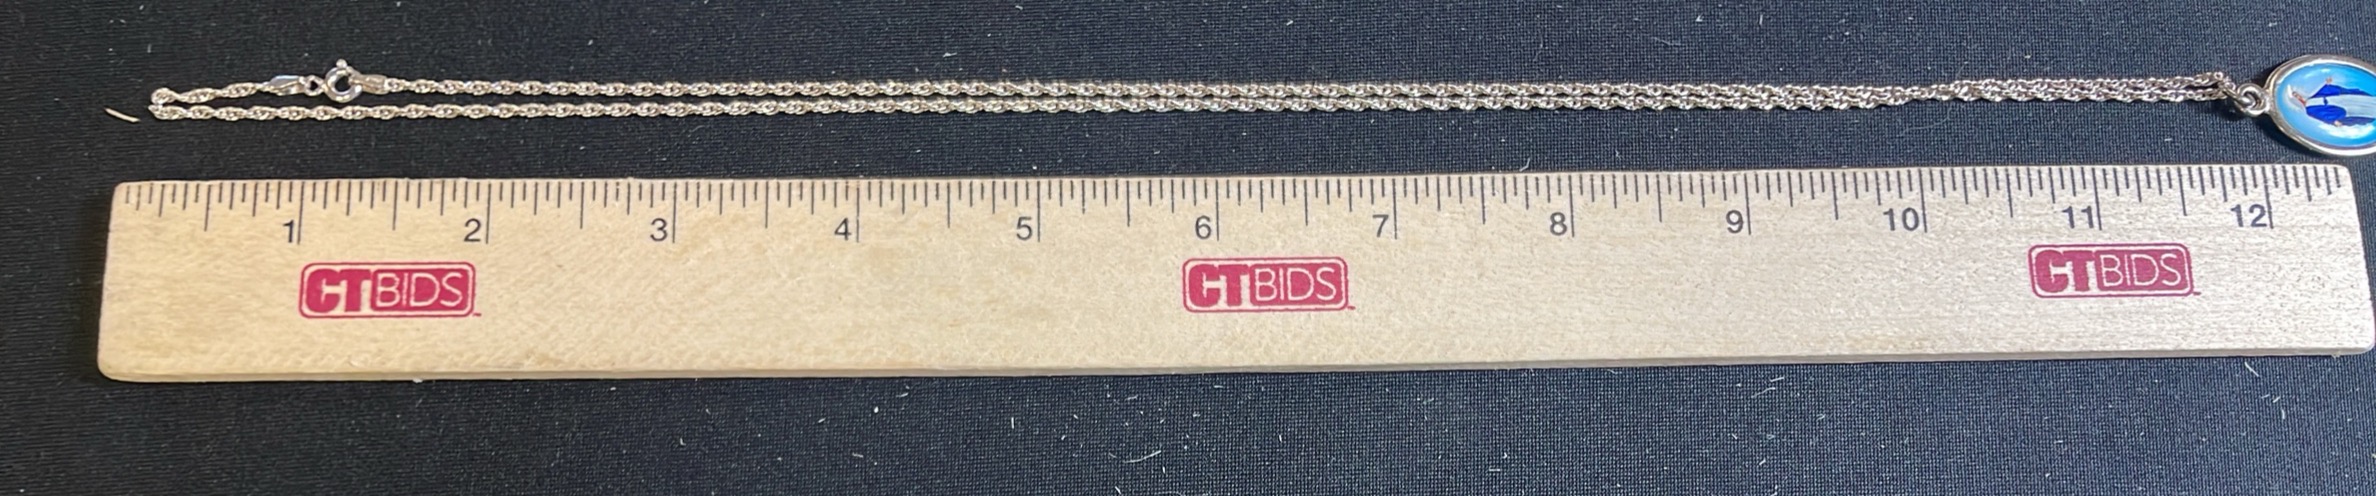 1 2 3 4 5 6 7 8 9 10 11 12
CTBIDS CTBIDS CTBIDS